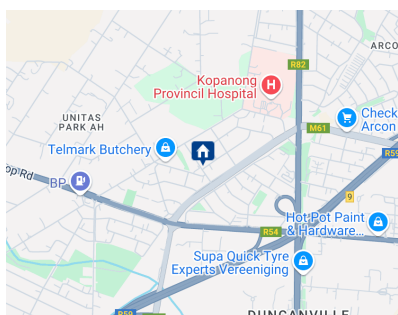 ARCO
R82
Kopanong
Provincil Hospital
H
Check
Arcon
UNITAS
PARK AH
M61
Telmark Butchery
R59
op Rd
BP
9
Hot Pot Paint
& Hardware...
R54
Supa Quick Tyre
Experts Vereeniging
R59
DUNCANVILLE